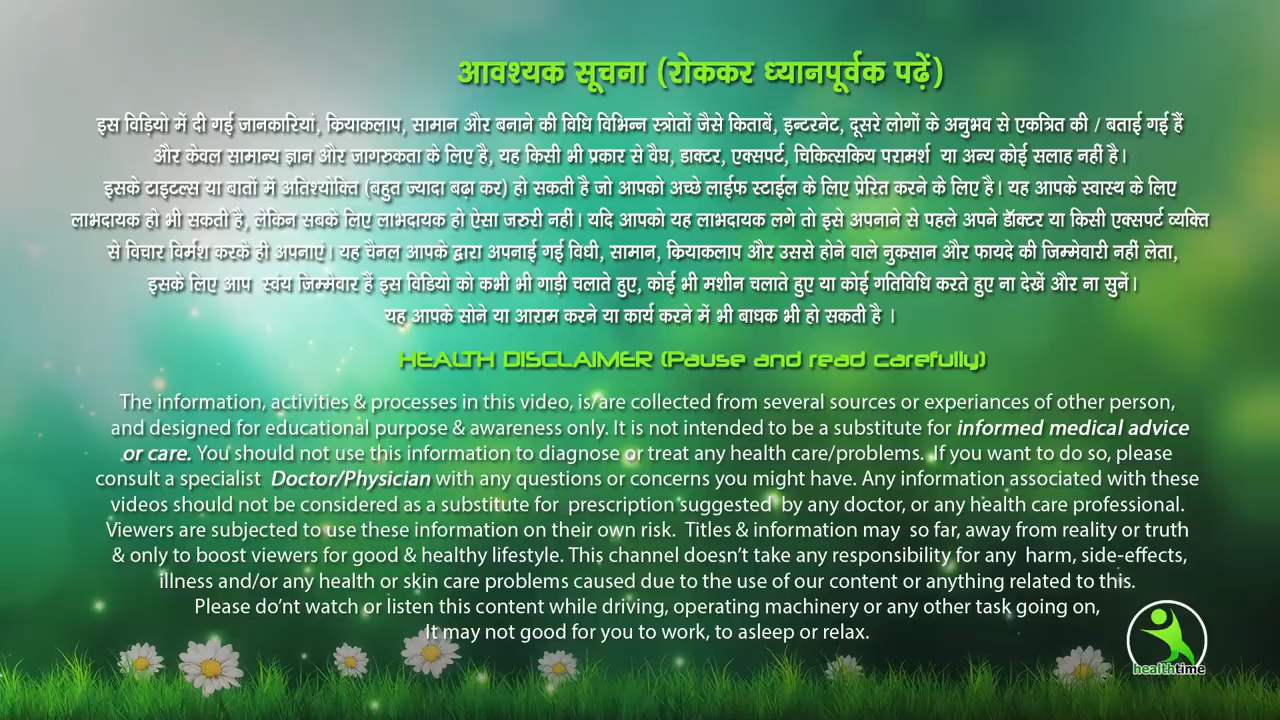 आवश्यक सूचना (रोककर ध्यानपूर्वक पढ़ें)
इस विड़ियो में दी गई जानकारियां, क्रियाकलाप, सामान और बनाने की विधि विभिन्न स्त्रोतों जैसे किताबें, इन्टरनेट, दूसरे लोगों के अनुभव से एकत्रित की / बताई गई हैं
और केवल सामान्य ज्ञान और जागरुकता के लिए है, यह किसी भी प्रकार से वैघ, डाक्टर, एक्सपर्ट, चिकित्सकिय परामर्श या अन्य कोई सलाह नहीं है।
इसके टाइटल्स या बातों में अतिश्योक्ति (बहुत ज्यादा बढ़ा कर) हो सकती है जो आपको अच्छे लाईफ स्टाईल के लिए प्रेरित करने के लिए है। यह आपके स्वास्थ के लिए
लाभदायक हो भी सकती है, लेकिन सबके लिए लाभदायक हो ऐसा जरुरी नहीं। यदि आपको यह लाभदायक लगे तो इसे अपनाने से पहले अपने डॉक्टर या किसी एक्सपर्ट व्यक्ति
से विचार विर्मश करके ही अपनाएं। यह चैनल आपके द्वारा अपनाई गई विधी, सामान, क्रियाकलाप और उससे होने वाले नुकसान और फायदे की जिम्मेवारी नहीं लेता,
इसके लिए आप स्वंय जिम्मेवार हैं इस विडियो को कभी भी गाड़ी चलाते हुए, कोई भी मशीन चलाते हुए या कोई गतिविधि करते हुए ना देखें और ना सुनें।
यह आपके सोने या आराम करने या कार्य करने में भी बाधक भी हो सकती है ।
HEALTH DISCLAIMER (Pause and read carefully)
The information, activities & processes in this video, is/are collected from several sources or experiances of other person,
and designed for educational purpose & awareness only. It is not intended to be a substitute for informed medical advice
or care. You should not use this information to diagnose or treat any health care/problems. If you want to do so, please
consult a specialist Doctor/Physician with any questions or concerns you might have. Any information associated with these
videos should not be considered as a substitute for prescription suggested by any doctor, or any health care professional.
Viewers are subjected to use these information on their own risk. Titles & information may so far, away from reality or truth
& only to boost viewers for good & healthy lifestyle. This channel doesn't take any responsibility for any harm, side-effects,
illness and/or any health or skin care problems caused due to the use of our content or anything related to this.
Please do'nt watch or listen this content while driving, operating machinery or any other task going on,
It may not good for you to work, to asleep or relax.
healthtime